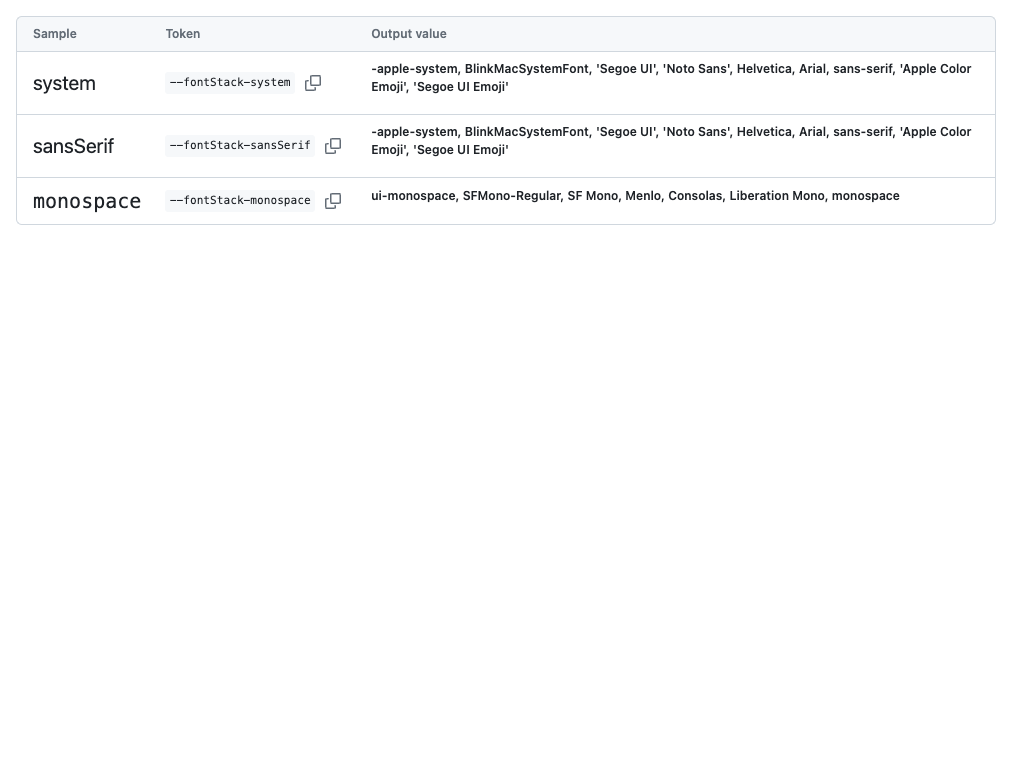 Sample Token Output value
system --fontStack-system -apple-system, BlinkMacSystemFont, 'Segoe UI', 'Noto Sans', Helvetica, Arial, sans-serif, 'Apple Color
Emoji', 'Segoe UI Emoji'
sansSerif --fontStack-sansSerif -apple-system, BlinkMacSystemFont, 'Segoe UI', 'Noto Sans', Helvetica, Arial, sans-serif, 'Apple Color
Emoji', 'Segoe UI Emoji'
monospace --fontStack-monospace ui-monospace, SFMono-Regular, SF Mono, Menlo, Consolas, Liberation Mono, monospace